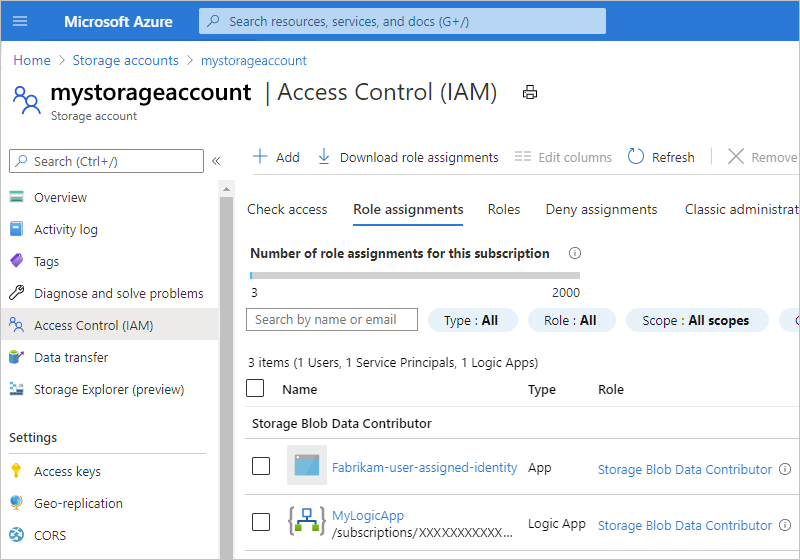 Microsoft Azure
Search resources, services, and docs (G+/)
Home > Storage accounts > mystorageaccount
mystorageaccount | Access Control (IAM)
Storage account
Search (Ctrl+/)
«
Overview
Activity log
Tags
Diagnose and solve problems
Access Control (IAM)
Data transfer
Storage Explorer (preview)
Settings
Access keys
Geo-replication
CORS
Add
Download role assignments
Edit columns
Refresh
Remove
Check access
Role assignments
Roles
Deny assignments
Classic administrat
Number of role assignments for this subscription
3
2000
Search by name or email
Type : All
Role : All
Scope : All scopes
3 items (1 Users, 1 Service Principals, 1 Logic Apps)
Name Type Role
Storage Blob Data Contributor
Fabrikam-user-assigned-identity App Storage Blob Data Contributor
MyLogicApp
/subscriptions/XXXXXXXXXXX... Logic App Storage Blob Data Contributor